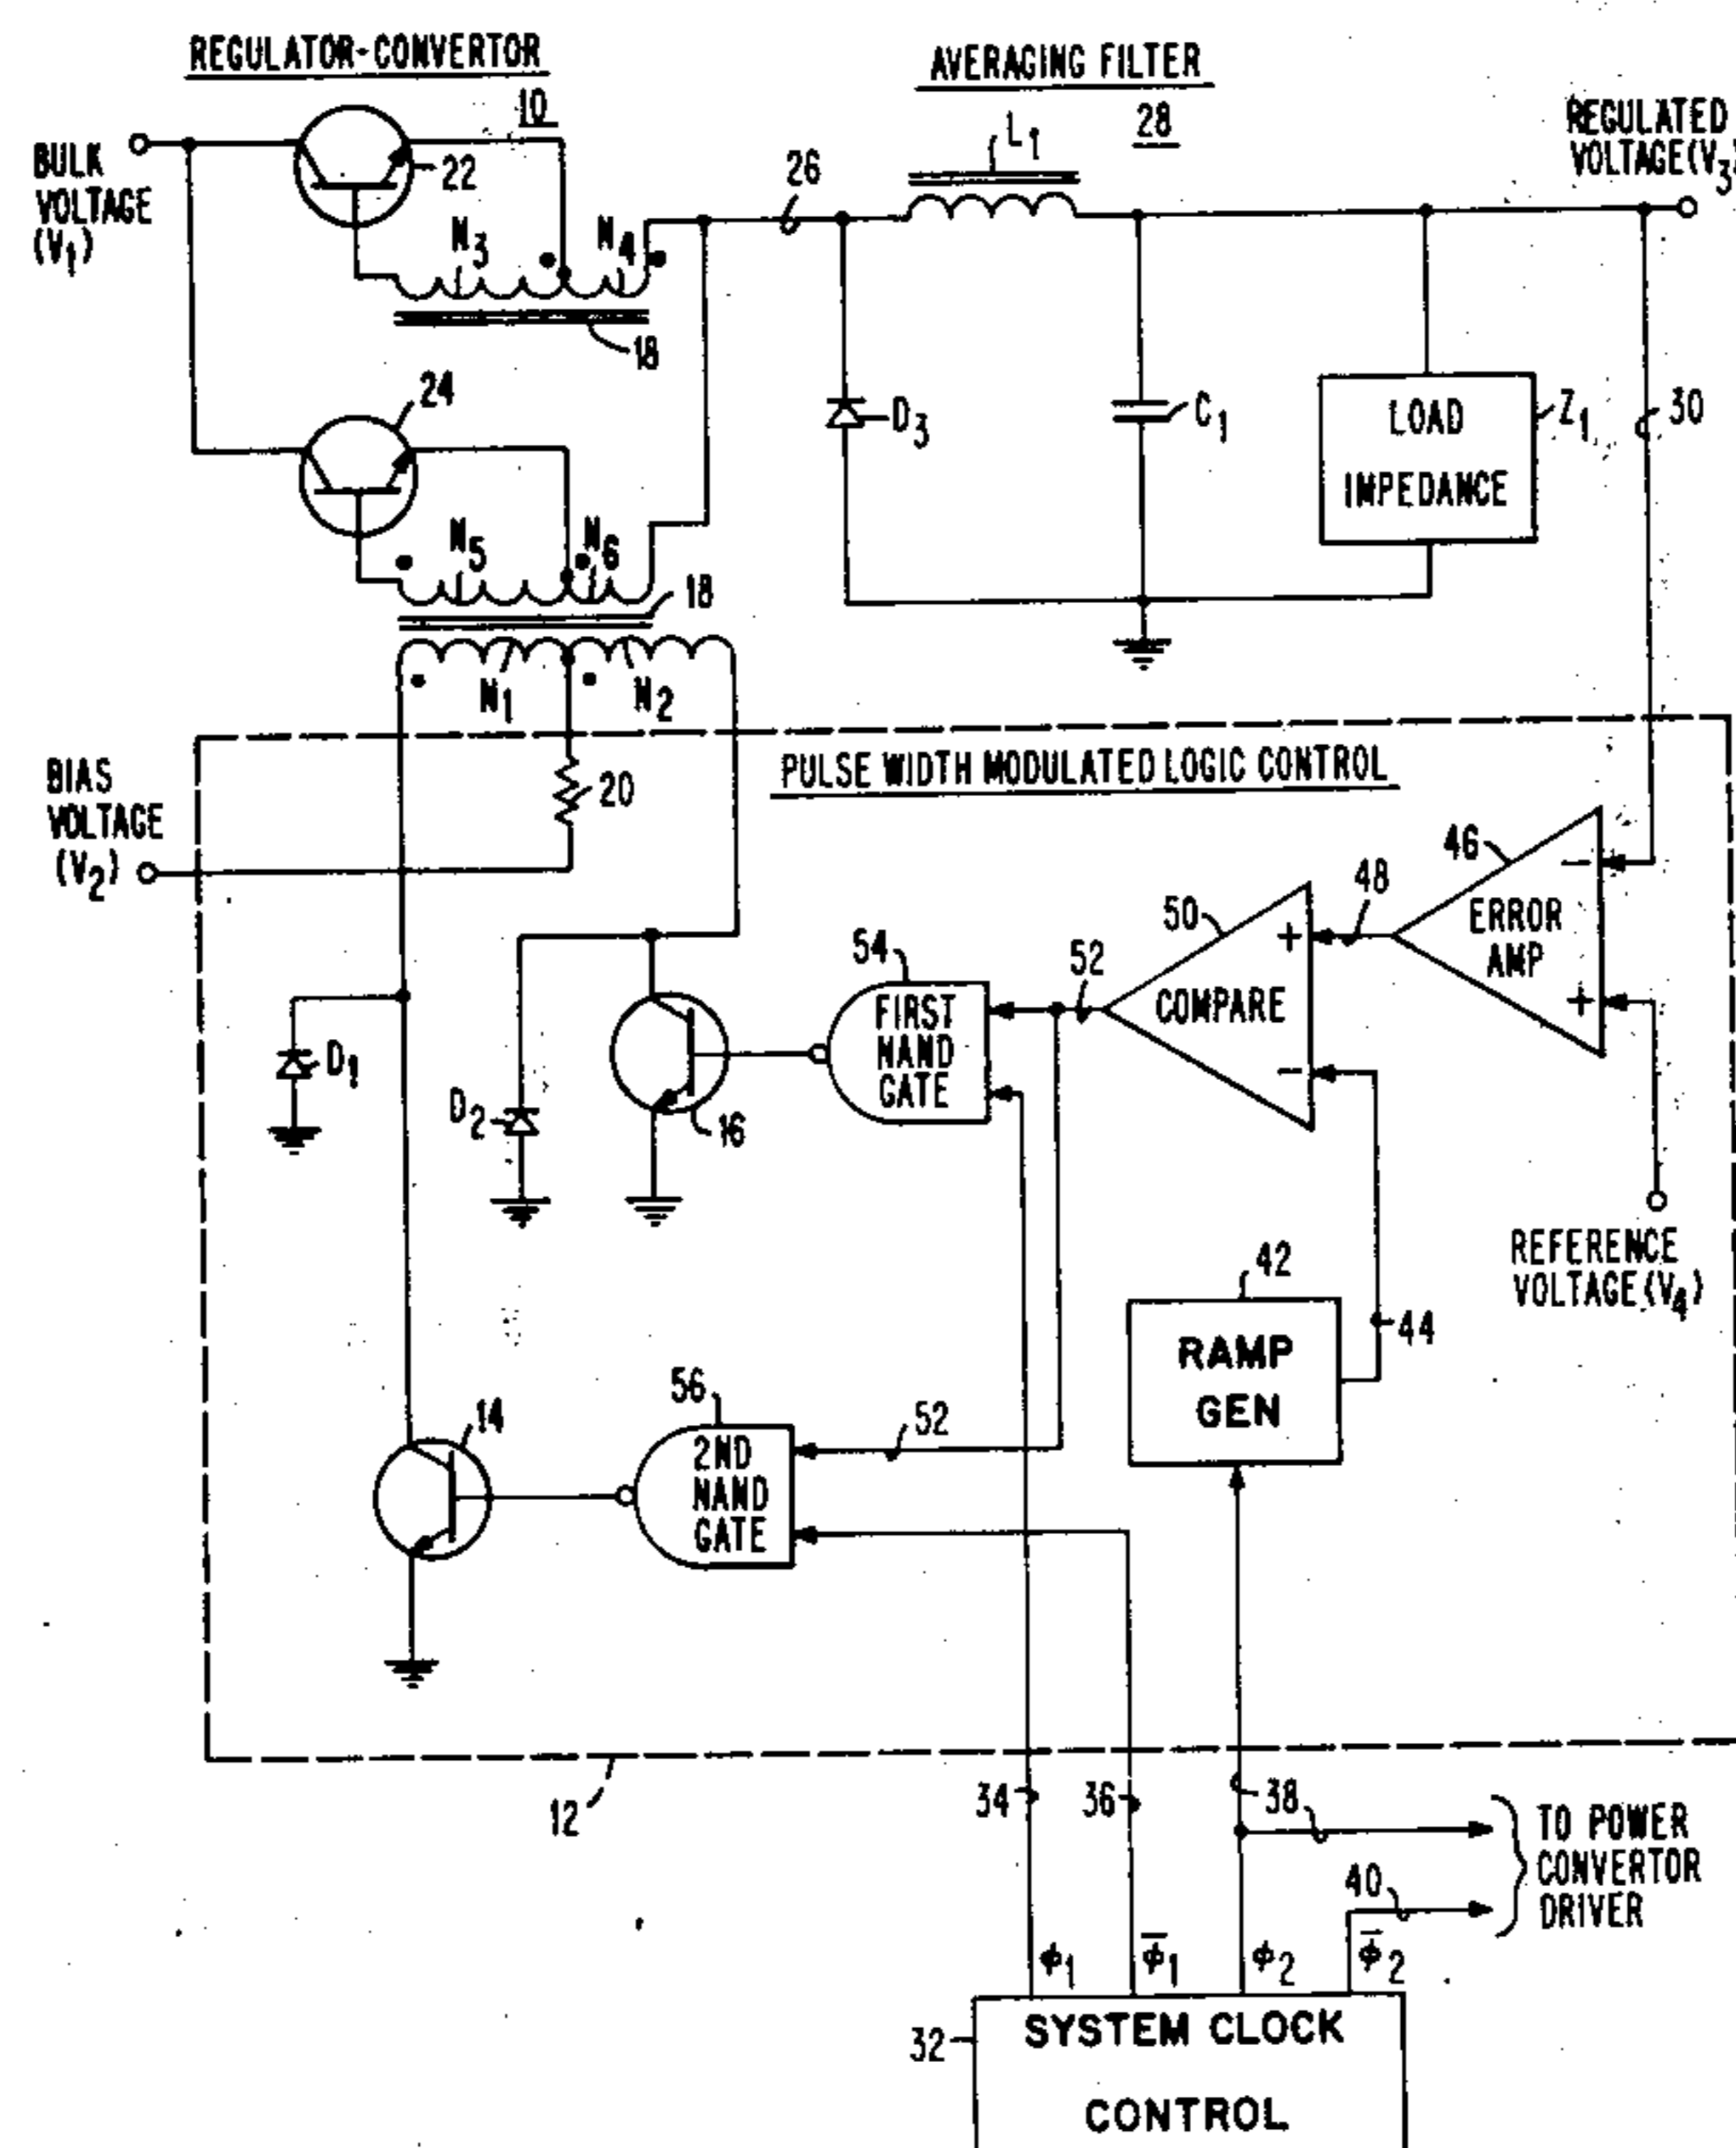 REGULATOR-CONVERTOR
10
AVERAGING FILTER
28
REGULATED
VOLTAGE(V3)
BULK
VOLTAGE
(V1)
22
N3
N4
18
26
L1
24
N5
N6
18
D3
C1
LOAD
IMPEDANCE
Z1
30
N1
N2
BIAS
VOLTAGE
(V2)
20
PULSE WIDTH MODULATED LOGIC CONTROL
46
ERROR
AMP
-
+
48
50
COMPARE
+
-
52
54
FIRST
NAND
GATE
D1
D2
16
REFERENCE
VOLTAGE(V4)
42
RAMP
GEN
44
14
56
2ND
NAND
GATE
52
12
34
36
38
40
TO POWER
CONVERTOR
DRIVER
ϕ1
ϕ̅1
ϕ2
ϕ̅2
32
SYSTEM CLOCK
CONTROL